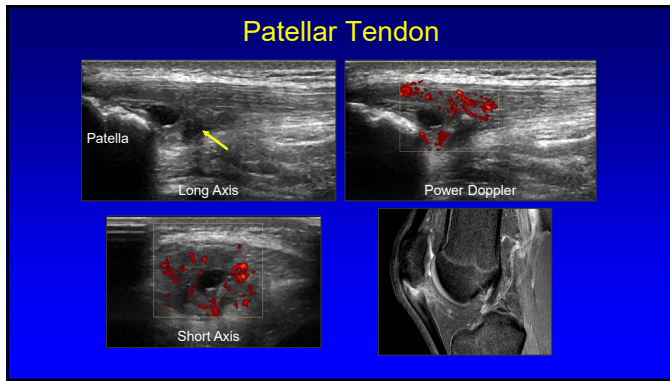 Patellar Tendon
Patella
Long Axis
Power Doppler
Short Axis